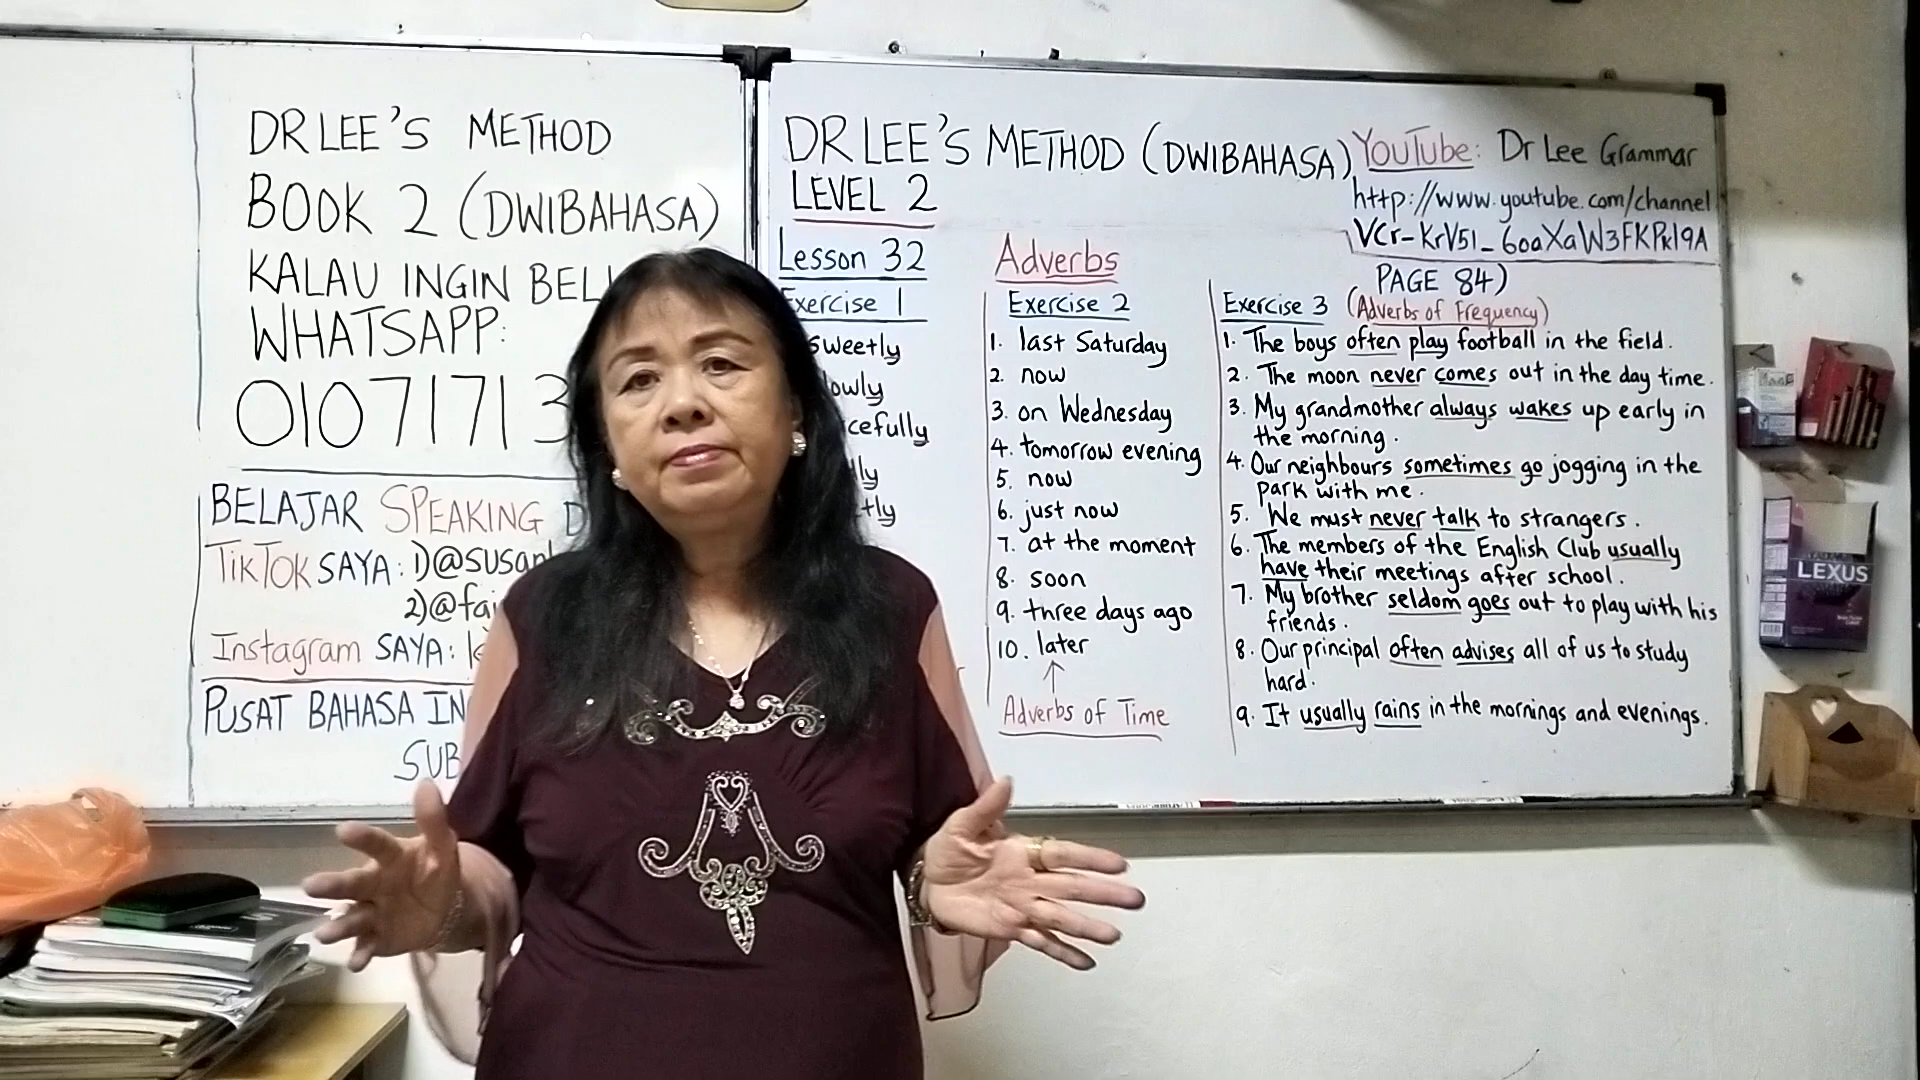 DR LEE'S METHOD
BOOK 2 (DWIBAHASA)
KALAU INGIN BEL
WHATSAPP:
01071713
BELAJAR SPEAKING D
TikTok SAYA: 1)@susan
2)@fai
Instagram SAYA:
PUSAT BAHASA IN
SUB
DR LEE'S METHOD (DWIBAHASA)
LEVEL 2
YouTube: Dr Lee Grammar
http://www.youtube.com/channel
VCr-KrV51_6oaXaW3FKPkl9A
PAGE 84)
Lesson 32
Adverbs
Exercise 1
sweetly
owly
cefully
ly
tly
Exercise 2
1. last Saturday
2. now
3. on Wednesday
4. tomorrow evening
5. now
6. just now
7. at the moment
8. soon
9. three days ago
10. later
Adverbs of Time
Exercise 3 (Adverbs of Frequency)
1. The boys often play football in the field.
2. The moon never comes out in the day time.
3. My grandmother always wakes up early in
the morning.
4. Our neighbours sometimes go jogging in the
park with me.
5. We must never talk to strangers.
6. The members of the English Club usually
have their meetings after school.
7. My brother seldom goes out to play with his
friends.
8. Our principal often advises all of us to study
hard.
9. It usually rains in the mornings and evenings.
LEXUS